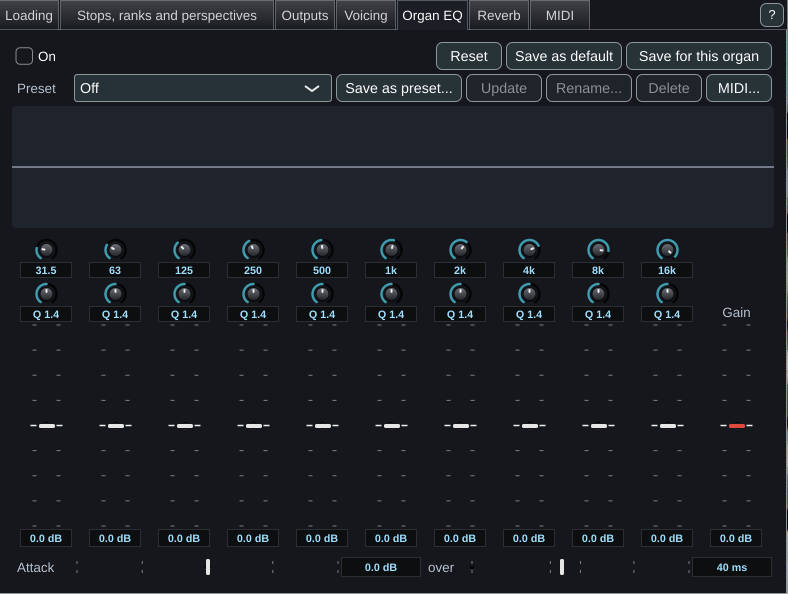 Loading Stops, ranks and perspectives Outputs Voicing Organ EQ Reverb MIDI ?
On Reset Save as default Save for this organ
Preset Off Save as preset... Update Rename... Delete MIDI...
31.5 63 125 250 500 1k 2k 4k 8k 16k
Q 1.4 Q 1.4 Q 1.4 Q 1.4 Q 1.4 Q 1.4 Q 1.4 Q 1.4 Q 1.4 Q 1.4 Gain
0.0 dB 0.0 dB 0.0 dB 0.0 dB 0.0 dB 0.0 dB 0.0 dB 0.0 dB 0.0 dB 0.0 dB 0.0 dB
Attack 0.0 dB over 40 ms